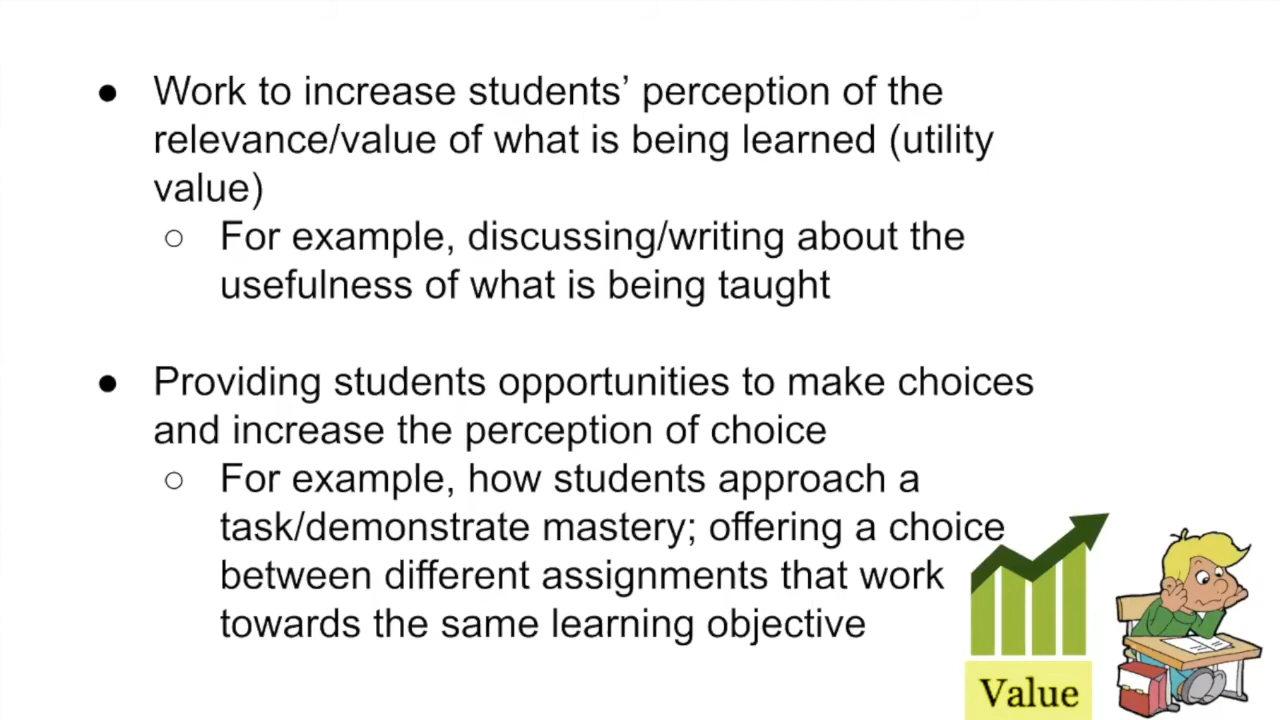 ● Work to increase students’ perception of the
relevance/value of what is being learned (utility
value)
○ For example, discussing/writing about the
usefulness of what is being taught
● Providing students opportunities to make choices
and increase the perception of choice
○ For example, how students approach a
task/demonstrate mastery; offering a choice
between different assignments that work
towards the same learning objective
Value